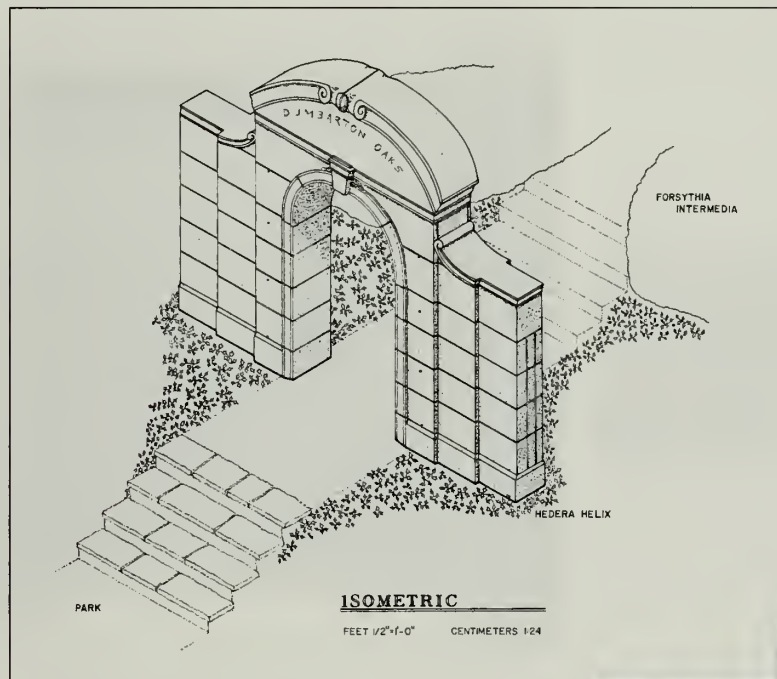 DUMBARTON OAKS
FORSYTHIA
INTERMEDIA
HEDERA HELIX
PARK
ISOMETRIC
FEET 1/2"=1'-0" CENTIMETERS 1:24